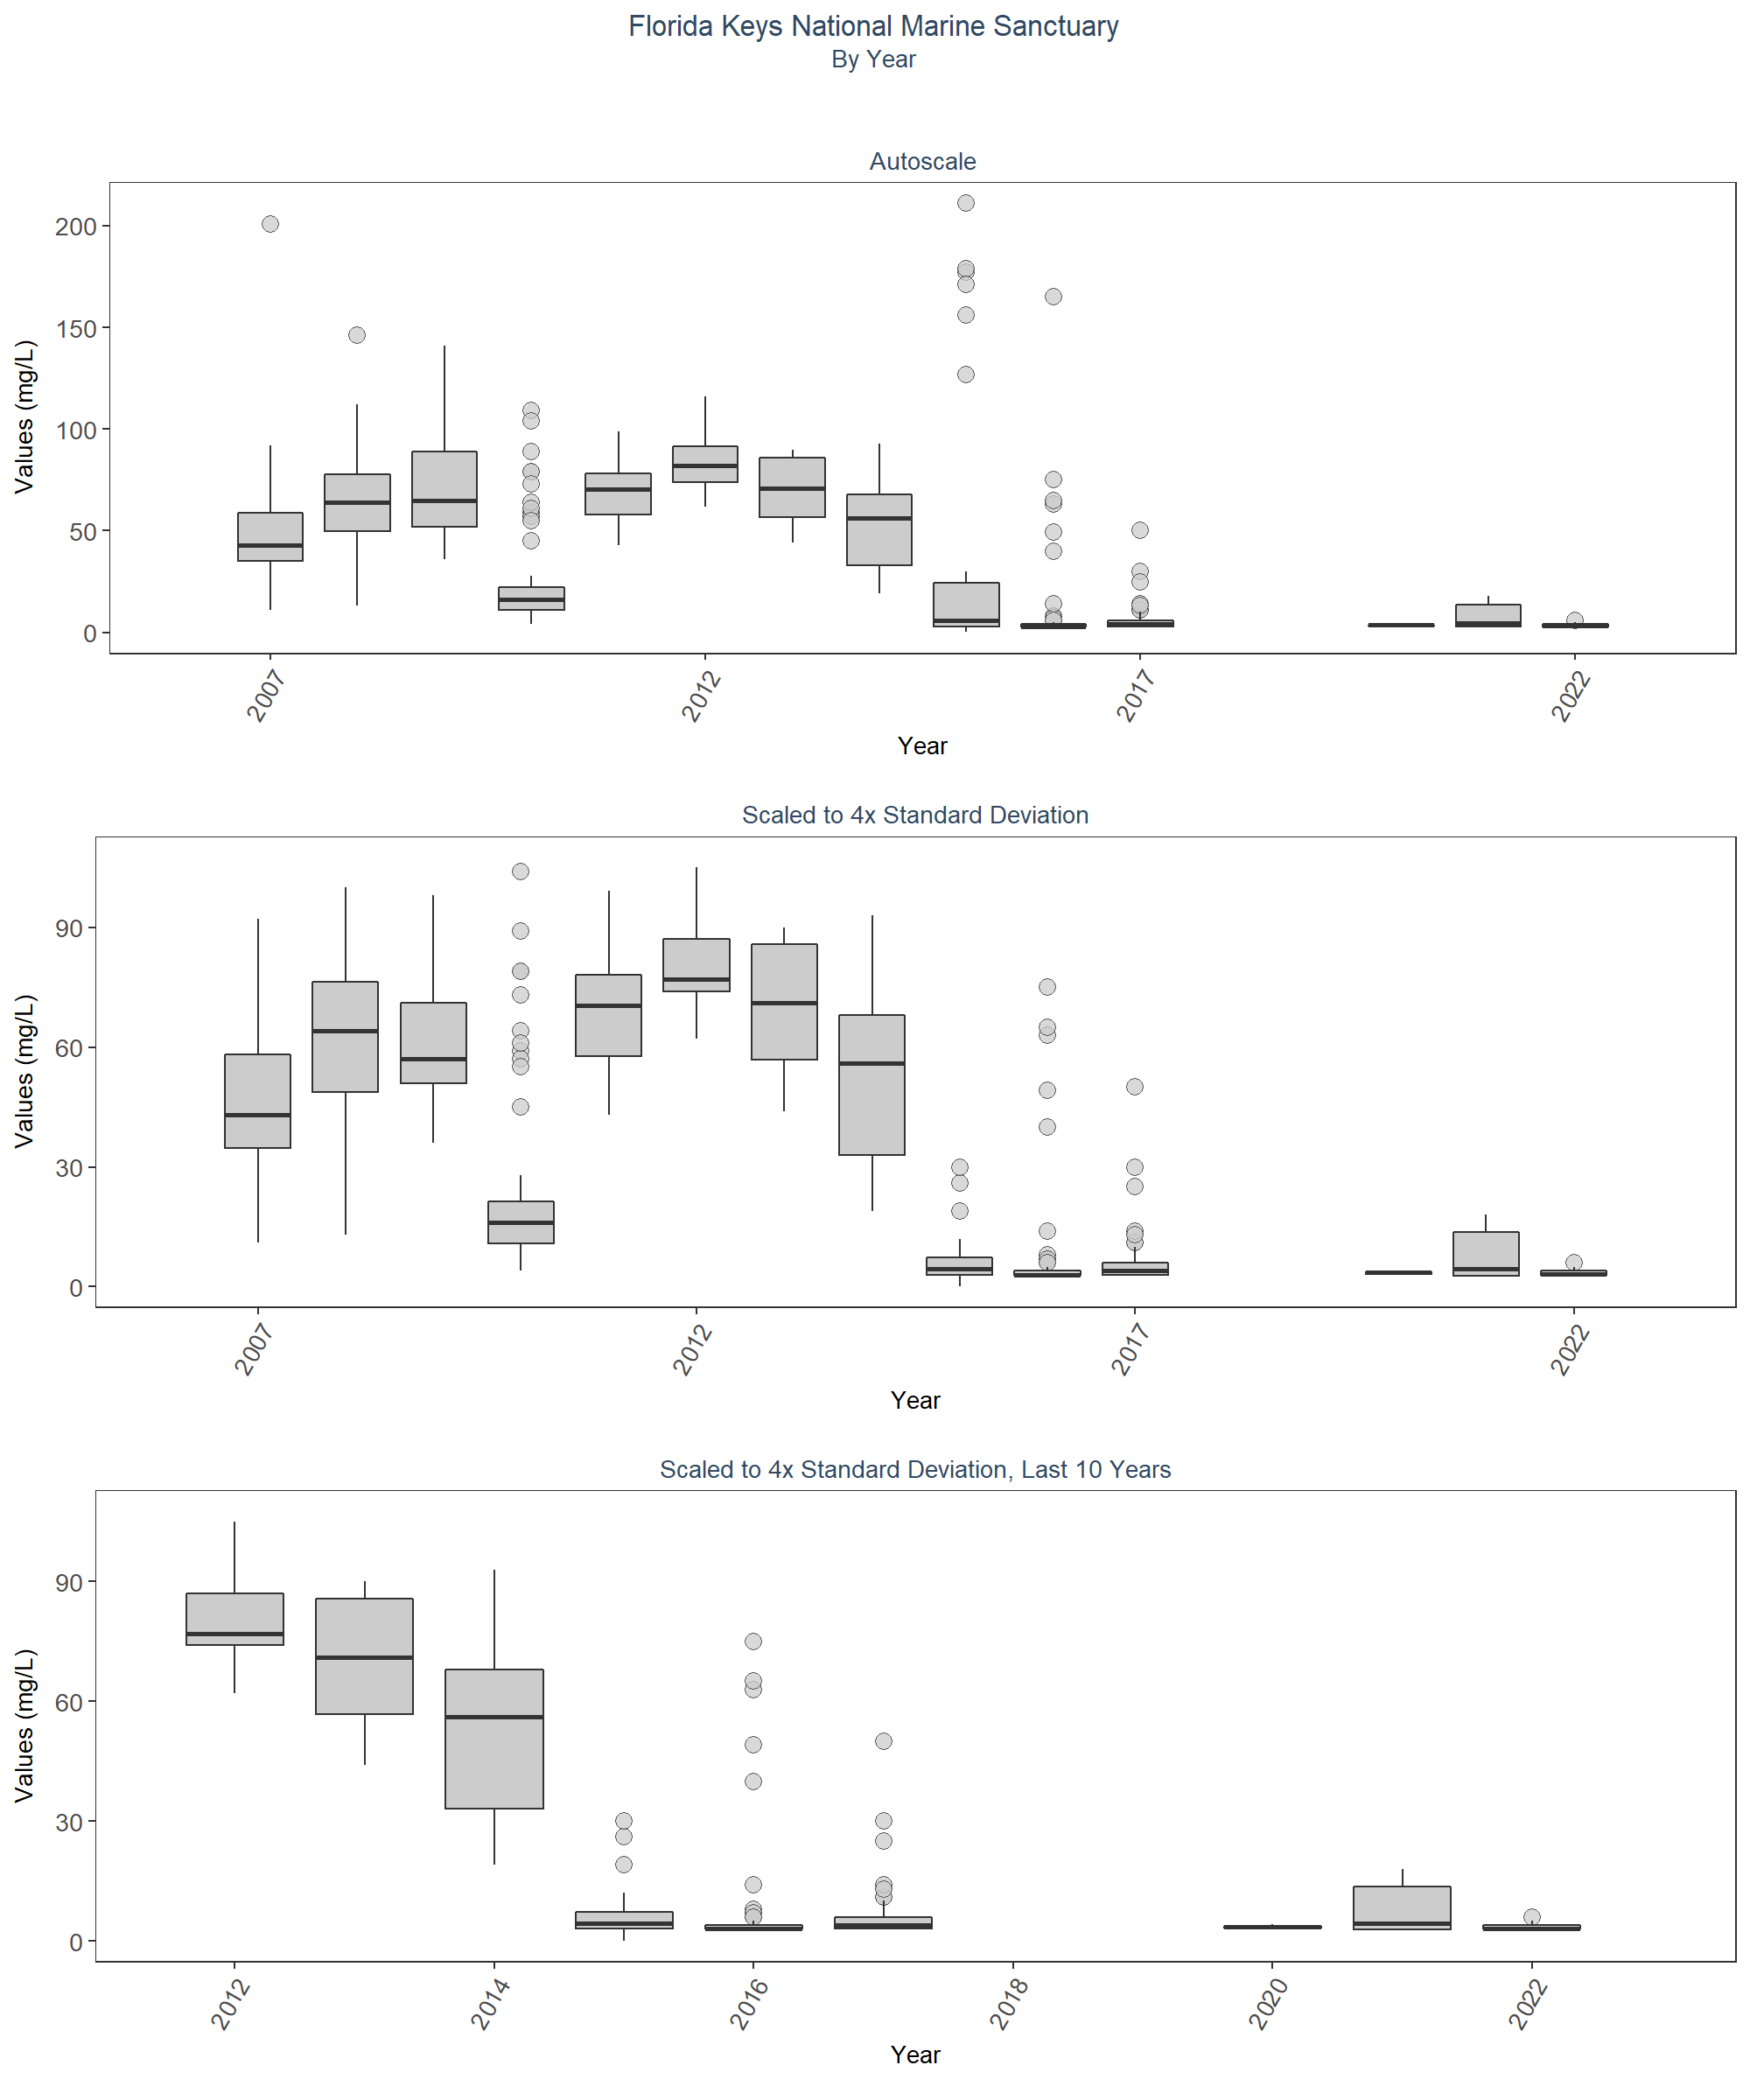 Florida Keys National Marine Sanctuary
By Year
Autoscale
Values (mg/L)
200
150
100
50
0
2007
2012
2017
2022
Year
Scaled to 4x Standard Deviation
Values (mg/L)
90
60
30
0
2007
2012
2017
2022
Year
Scaled to 4x Standard Deviation, Last 10 Years
Values (mg/L)
90
60
30
0
2012
2014
2016
2018
2020
2022
Year